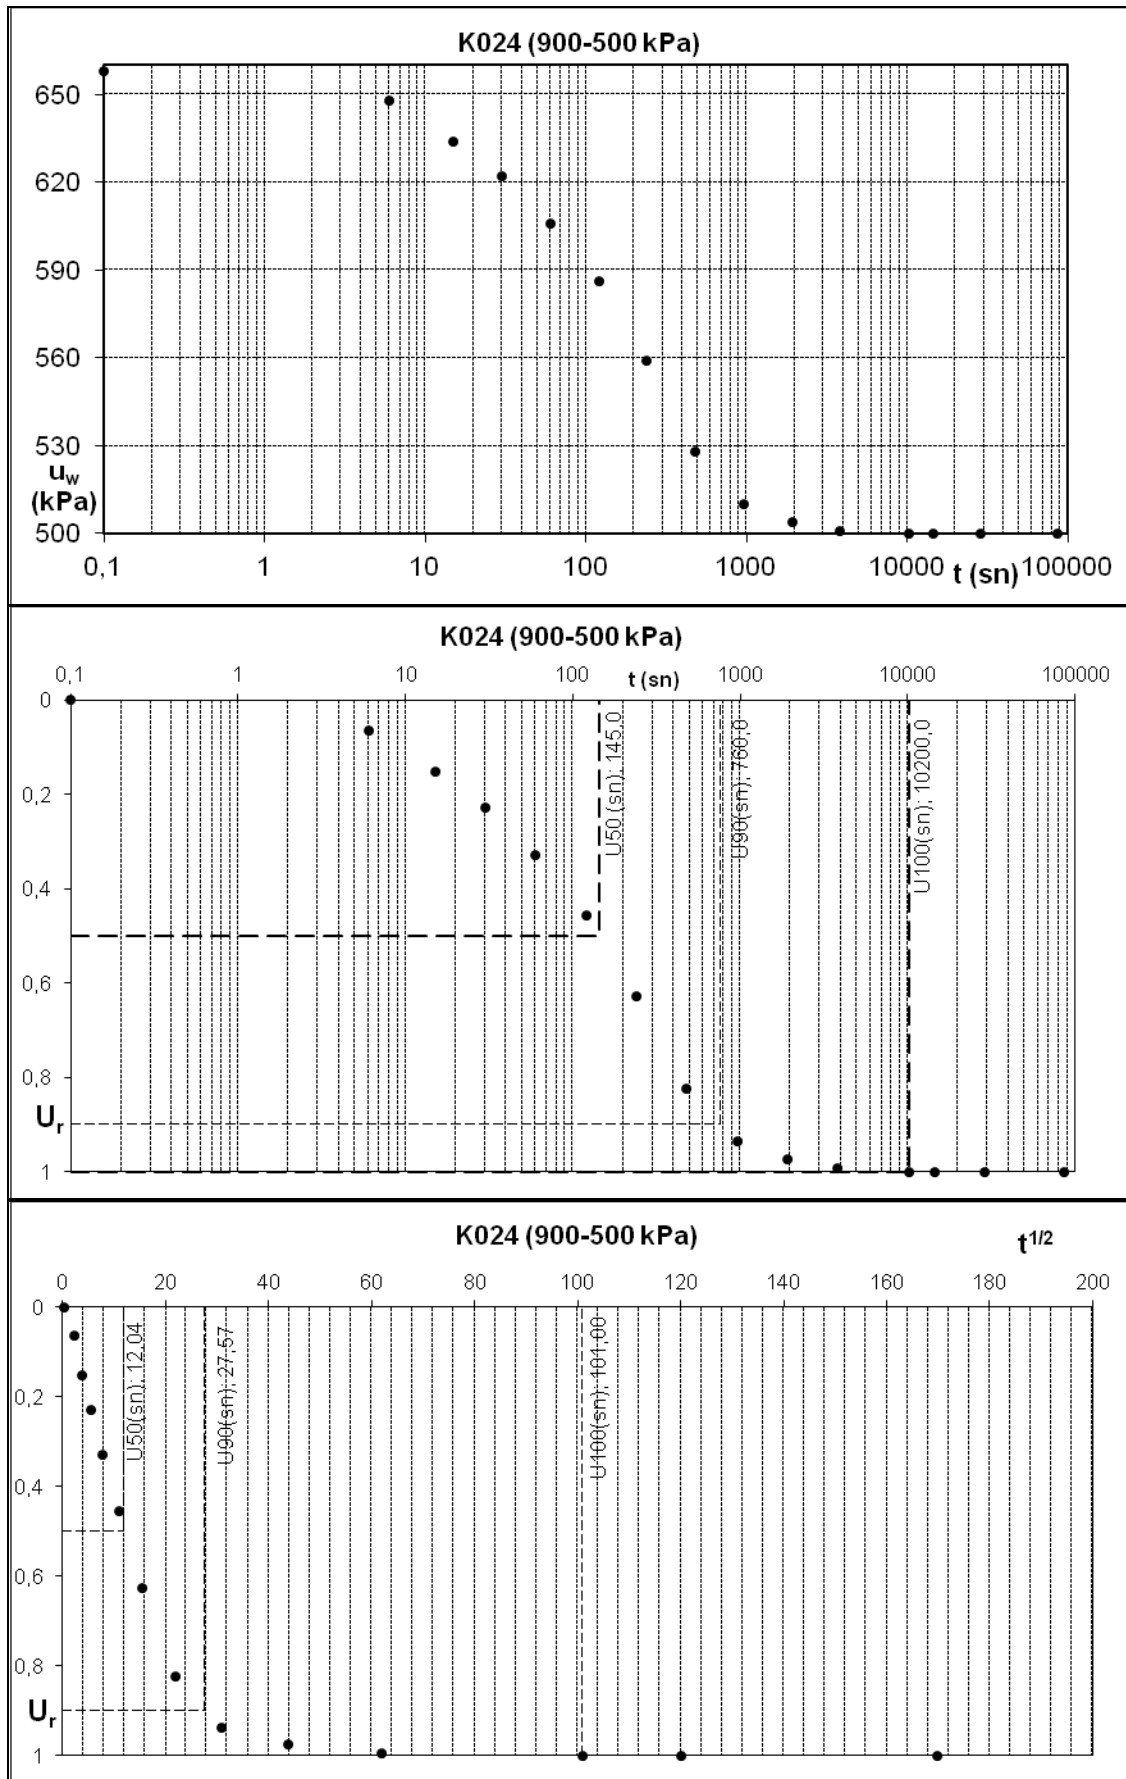 K024 (900-500 kPa)
650
620
590
560
530
uw
(kPa)
500
0,1 1 10 100 1000 10000 t (sn) 100000
K024 (900-500 kPa)
0,1 1 10 100 t (sn) 1000 10000 100000
0
0,2
0,4
0,6
0,8
Ur
1
U50 (sn); 145,0
U90(sn); 760,0
U100(sn); 10200,0
K024 (900-500 kPa) t1/2
0 20 40 60 80 100 120 140 160 180 200
0
0,2
0,4
0,6
0,8
Ur
1
U50(sn); 12,04
U90(sn); 27,57
U100(sn); 101,00